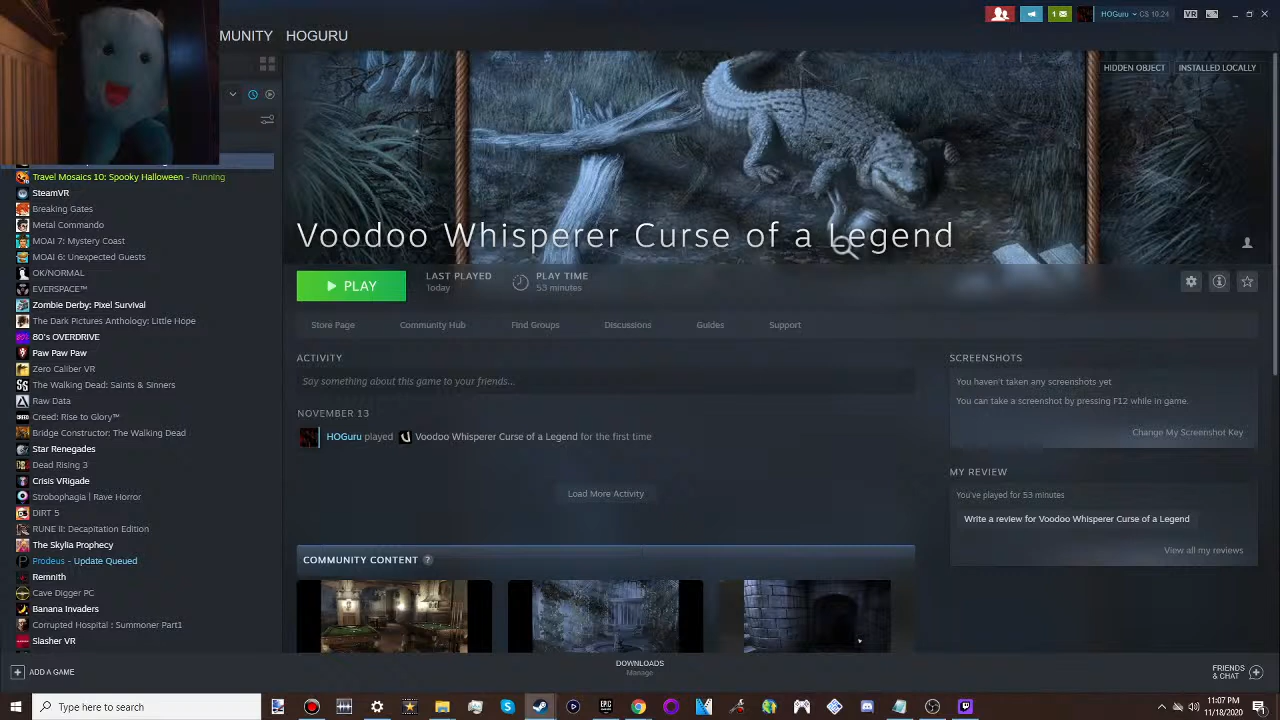 HOGuru
CS 10.24
VR
MUNITY
HOGURU
HIDDEN OBJECT
INSTALLED LOCALLY
Voodoo Whisperer Curse of a Legend
PLAY
LAST PLAYED
Today
PLAY TIME
53 minutes
Store Page
Community Hub
Find Groups
Discussions
Guides
Support
Travel Mosaics 10: Spooky Halloween - Running
SteamVR
Breaking Gates
Metal Commando
MOAI 7: Mystery Coast
MOAI 6: Unexpected Guests
OK/NORMAL
EVERSPACE™
Zombie Derby: Pixel Survival
The Dark Pictures Anthology: Little Hope
80's OVERDRIVE
Paw Paw Paw
Zero Caliber VR
The Walking Dead: Saints & Sinners
Raw Data
Creed: Rise to Glory™
Bridge Constructor: The Walking Dead
Star Renegades
Dead Rising 3
Crisis VRigade
Strobophagia | Rave Horror
DIRT 5
RUNE II: Decapitation Edition
The Skylia Prophecy
Prodeus - Update Queued
Remnith
Cave Digger PC
Banana Invaders
Corrupted Hospital : Summoner Part1
Slasher VR
ACTIVITY
Say something about this game to your friends...
NOVEMBER 13
HOGuru played Voodoo Whisperer Curse of a Legend for the first time
Load More Activity
COMMUNITY CONTENT ?
SCREENSHOTS
You haven't taken any screenshots yet
You can take a screenshot by pressing F12 while in game.
Change My Screenshot Key
MY REVIEW
You've played for 53 minutes
Write a review for Voodoo Whisperer Curse of a Legend
View all my reviews
ADD A GAME
DOWNLOADS
Manage
FRIENDS
& CHAT
Type here to search
EPIC
11:07 PM
11/18/2020